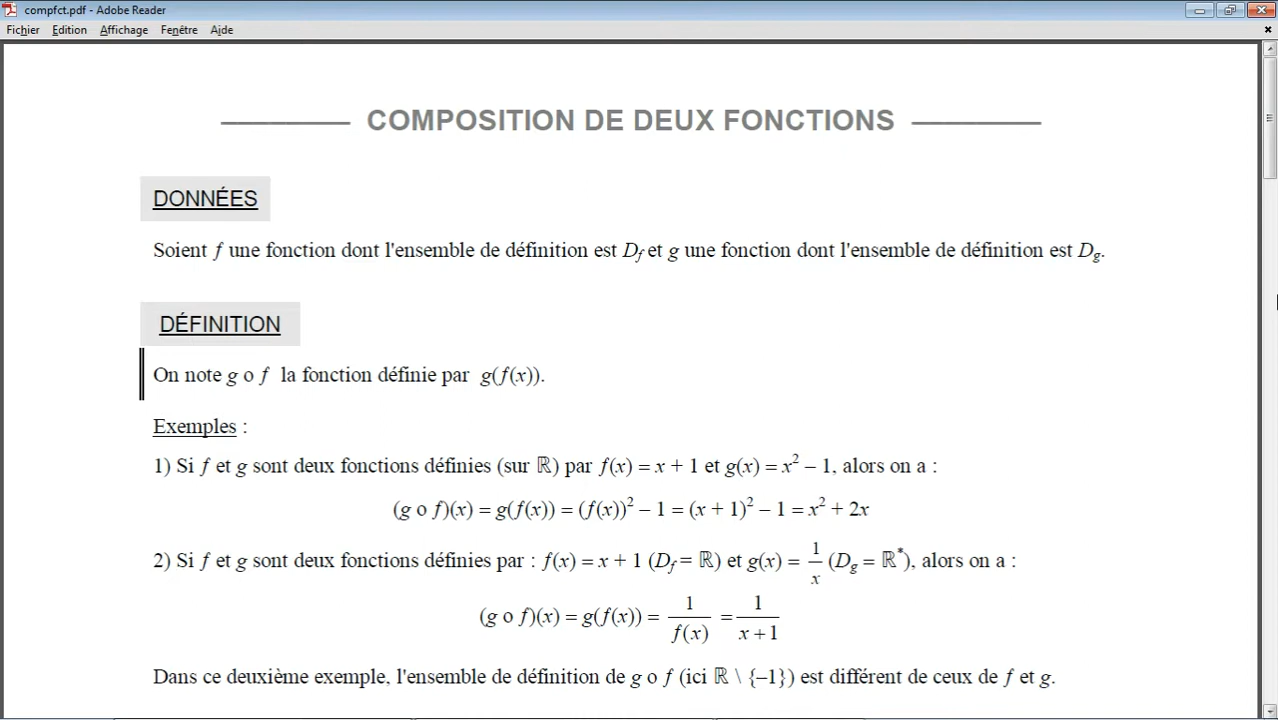 compfct.pdf - Adobe Reader
Fichier Edition Affichage Fenêtre Aide
COMPOSITION DE DEUX FONCTIONS
DONNÉES
Soient f une fonction dont l'ensemble de définition est D_f et g une fonction dont l'ensemble de définition est D_g.
DÉFINITION
On note g o f la fonction définie par g(f(x)).
Exemples :
1) Si f et g sont deux fonctions définies (sur ℝ) par f(x) = x + 1 et g(x) = x² – 1, alors on a :
(g o f)(x) = g(f(x)) = (f(x))² – 1 = (x + 1)² – 1 = x² + 2x
2) Si f et g sont deux fonctions définies par : f(x) = x + 1 (D_f = ℝ) et g(x) = 1/x (D_g = ℝ*), alors on a :
(g o f)(x) = g(f(x)) = 1/f(x) = 1/(x+1)
Dans ce deuxième exemple, l'ensemble de définition de g o f (ici ℝ \ {–1}) est différent de ceux de f et g.